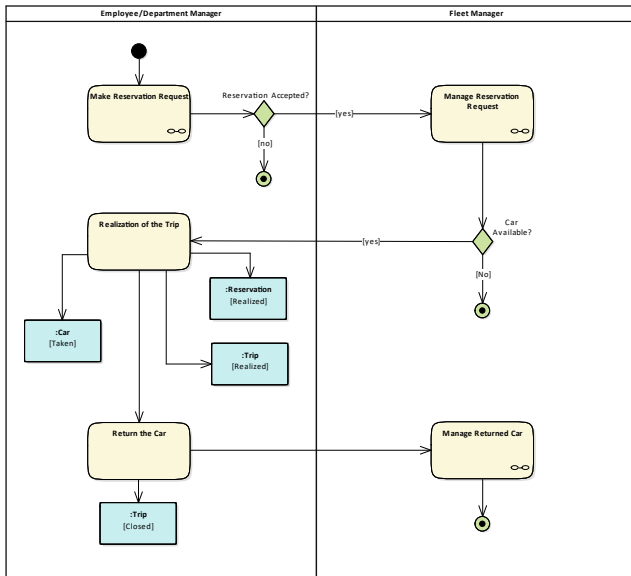 Employee/Department Manager
Fleet Manager
Make Reservation Request
Reservation Accepted?
[yes]
[no]
Manage Reservation
Request
Car
Available?
[yes]
[No]
Realization of the Trip
:Reservation
[Realized]
:Car
[Taken]
:Trip
[Realized]
Return the Car
Manage Returned Car
:Trip
[Closed]